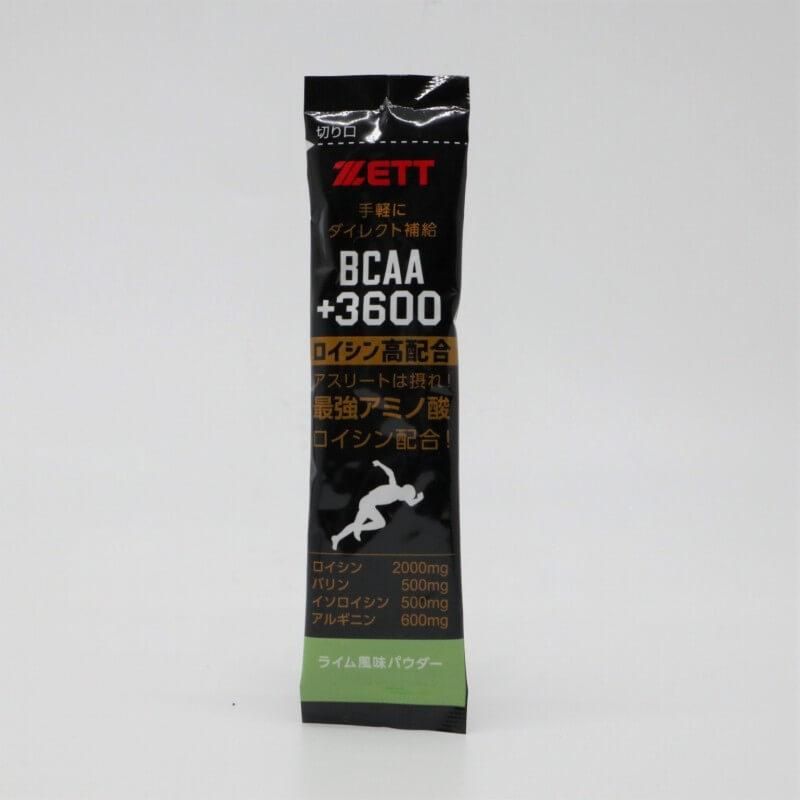 切り口
ZETT
手軽に
ダイレクト補給
BCAA
+3600
ロイシン高配合
アスリートは摂れ!
最強アミノ酸
ロイシン配合!
ロイシン 2000mg
バリン 500mg
イソロイシン 500mg
アルギニン 600mg
ライム風味パウダー